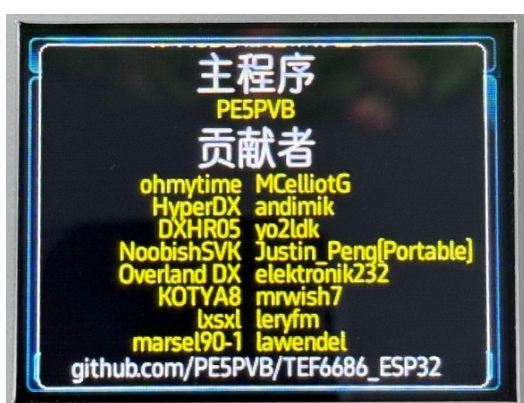 主程序
PE5PVB
贡献者
ohmytime MCelliotG
HyperDX andimik
DXHR05 yo2ldk
NoobishSVK Justin_Peng(Portable)
Overland DX elektronik232
KOTYA8 mrwish7
lxsxl leryfm
marsel90-1 lawendel
github.com/PE5PVB/TEF6686_ESP32